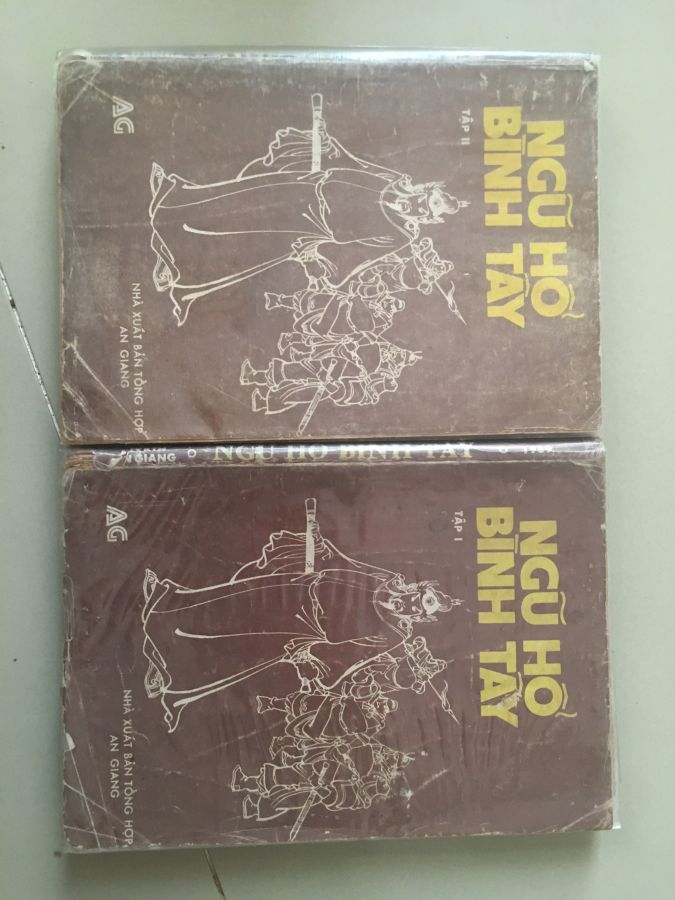 NGŨ HỔ
BÌNH TÂY
TẬP II
AG
NHÀ XUẤT BẢN TỔNG HỢP
AN GIANG
GIANG NGŨ HỔ BÌNH TÂY
NGŨ HỔ
BÌNH TÂY
TẬP I
AG
NHÀ XUẤT BẢN TỔNG HỢP
AN GIANG